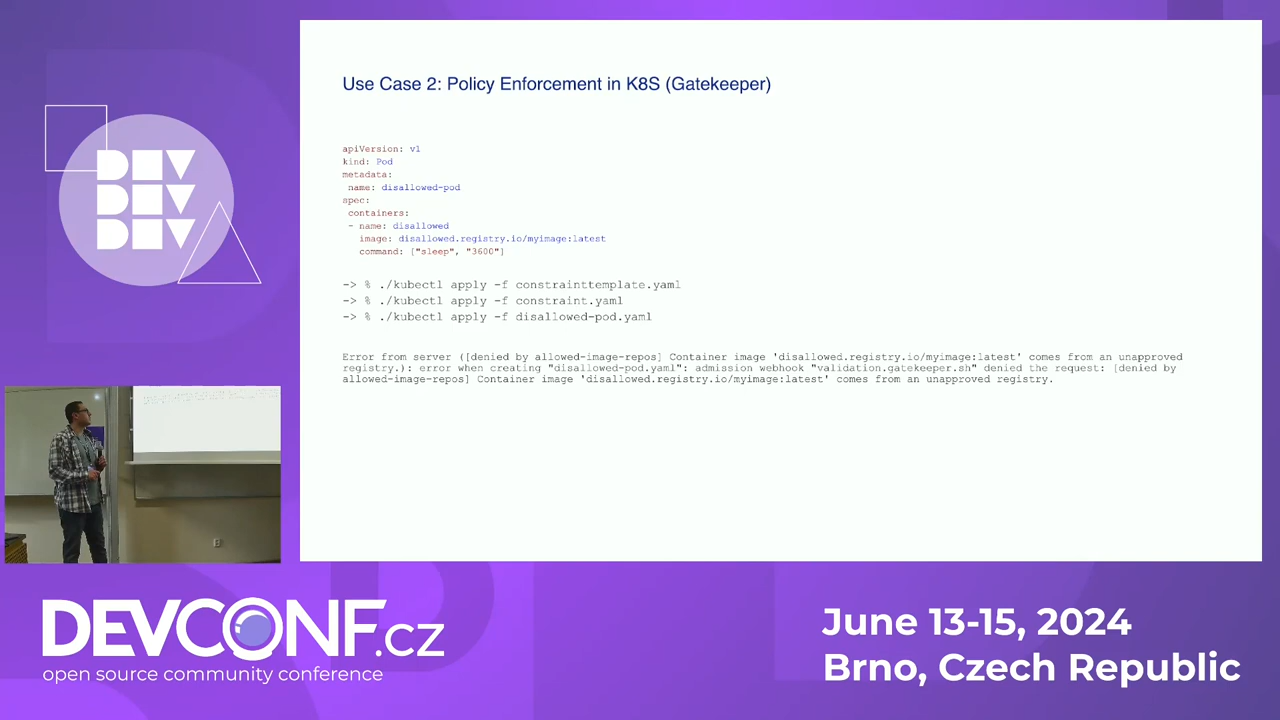 Use Case 2: Policy Enforcement in K8S (Gatekeeper)
apiVersion: v1
kind: Pod
metadata:
name: disallowed-pod
spec:
containers:
- name: disallowed
image: disallowed.registry.io/myimage:latest
command: ["sleep", "3600"]
-> % ./kubectl apply -f constrainttemplate.yaml
-> % ./kubectl apply -f constraint.yaml
-> % ./kubectl apply -f disallowed-pod.yaml
Error from server ([denied by allowed-image-repos] Container image 'disallowed.registry.io/myimage:latest' comes from an unapproved
registry.): error when creating "disallowed-pod.yaml": admission webhook "validation.gatekeeper.sh" denied the request: [denied by
allowed-image-repos] Container image 'disallowed.registry.io/myimage:latest' comes from an unapproved registry.
DEV
DEV
DEV
DEVCONF.cz
open source community conference
June 13-15, 2024
Brno, Czech Republic